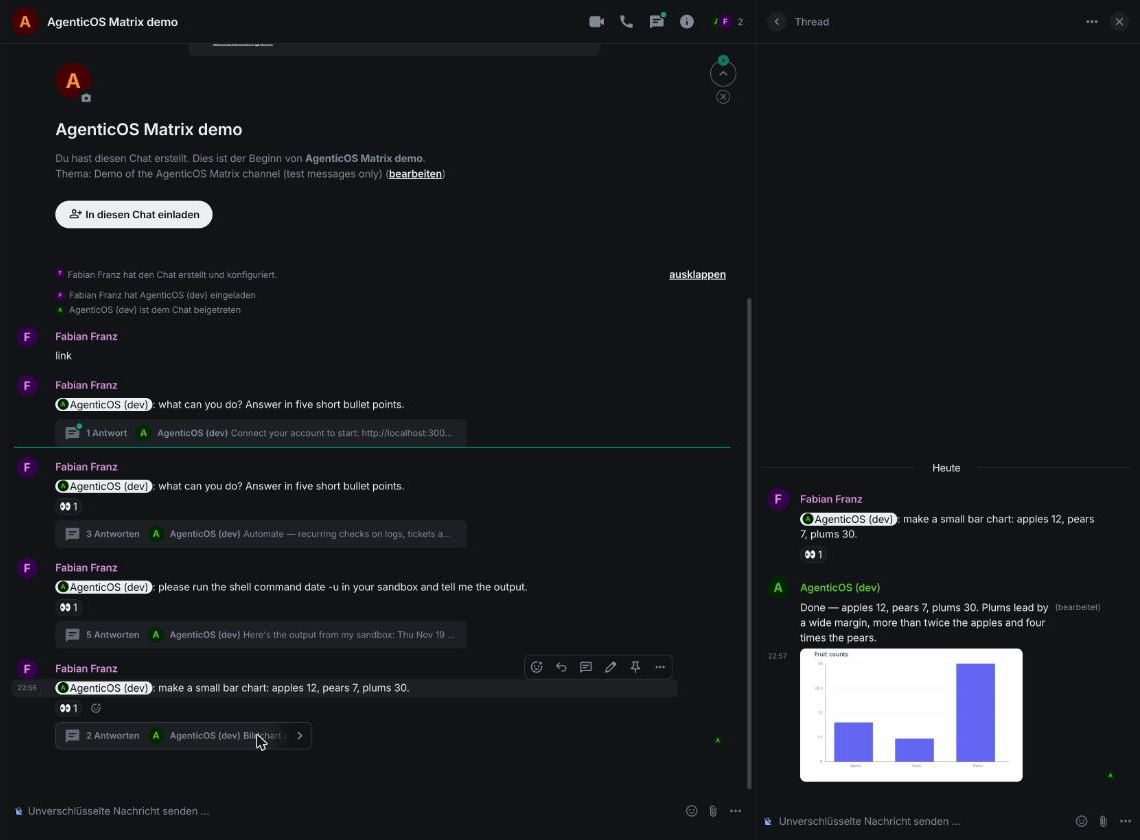 A AgenticOS Matrix demo
F 2
A
AgenticOS Matrix demo
Du hast diesen Chat erstellt. Dies ist der Beginn von AgenticOS Matrix demo.
Thema: Demo of the AgenticOS Matrix channel (test messages only) (bearbeiten)
In diesen Chat einladen
F Fabian Franz hat den Chat erstellt und konfiguriert. ausklappen
F Fabian Franz hat AgenticOS (dev) eingeladen
A AgenticOS (dev) ist dem Chat beigetreten
F Fabian Franz
link
F Fabian Franz
A AgenticOS (dev) : what can you do? Answer in five short bullet points.
1 Antwort A AgenticOS (dev) Connect your account to start: http://localhost:300...
F Fabian Franz
A AgenticOS (dev) : what can you do? Answer in five short bullet points.
👀 1
3 Antworten A AgenticOS (dev) Automate — recurring checks on logs, tickets a...
F Fabian Franz
A AgenticOS (dev) : please run the shell command date -u in your sandbox and tell me the output.
👀 1
5 Antworten A AgenticOS (dev) Here's the output from my sandbox: Thu Nov 19 ...
F Fabian Franz
22:56 A AgenticOS (dev) : make a small bar chart: apples 12, pears 7, plums 30.
👀 1
2 Antworten A AgenticOS (dev)
A
Unverschlüsselte Nachricht senden ...
Thread
Heute
F Fabian Franz
A AgenticOS (dev) : make a small bar chart: apples 12, pears
7, plums 30.
👀 1
A AgenticOS (dev)
Done — apples 12, pears 7, plums 30. Plums lead by (bearbeitet)
a wide margin, more than twice the apples and four
times the pears.
22:57
Fruit counts
A
Unverschlüsselte Nachricht senden ...